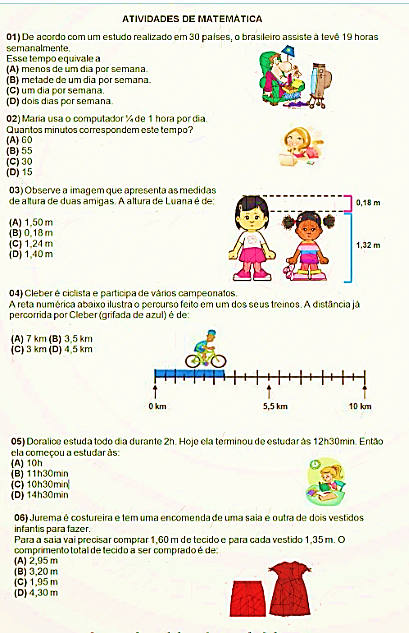 ATIVIDADES DE MATEMÁTICA
01) De acordo com um estudo realizado em 30 países, o brasileiro assiste à tevê 19 horas
semanalmente.
Esse tempo equivale a
(A) menos de um dia por semana.
(B) metade de um dia por semana.
(C) um dia por semana.
(D) dois dias por semana.
02) Maria usa o computador ¼ de 1 hora por dia.
Quantos minutos correspondem este tempo?
(A) 60
(B) 55
(C) 30
(D) 15
03) Observe a imagem que apresenta as medidas
de altura de duas amigas. A altura de Luana é de:
(A) 1,50 m
(B) 0,18 m
(C) 1,24 m
(D) 1,40 m
0,18 m
1,32 m
04) Cleber é ciclista e participa de vários campeonatos.
A reta numérica abaixo ilustra o percurso feito em um dos seus treinos. A distância já
percorrida por Cleber (grifada de azul) é de:
(A) 7 km (B) 3,5 km
(C) 3 km (D) 4,5 km
0 km 5,5 km 10 km
05) Doralice estuda todo dia durante 2h. Hoje ela terminou de estudar às 12h30min. Então
ela começou a estudar às:
(A) 10h
(B) 11h30min
(C) 10h30min
(D) 14h30min
06) Jurema é costureira e tem uma encomenda de uma saia e outra de dois vestidos
infantis para fazer.
Para a saia vai precisar comprar 1,60 m de tecido e para cada vestido 1,35 m. O
comprimento total de tecido a ser comprado é de:
(A) 2,95 m
(B) 3,20 m
(C) 1,95 m
(D) 4,30 m